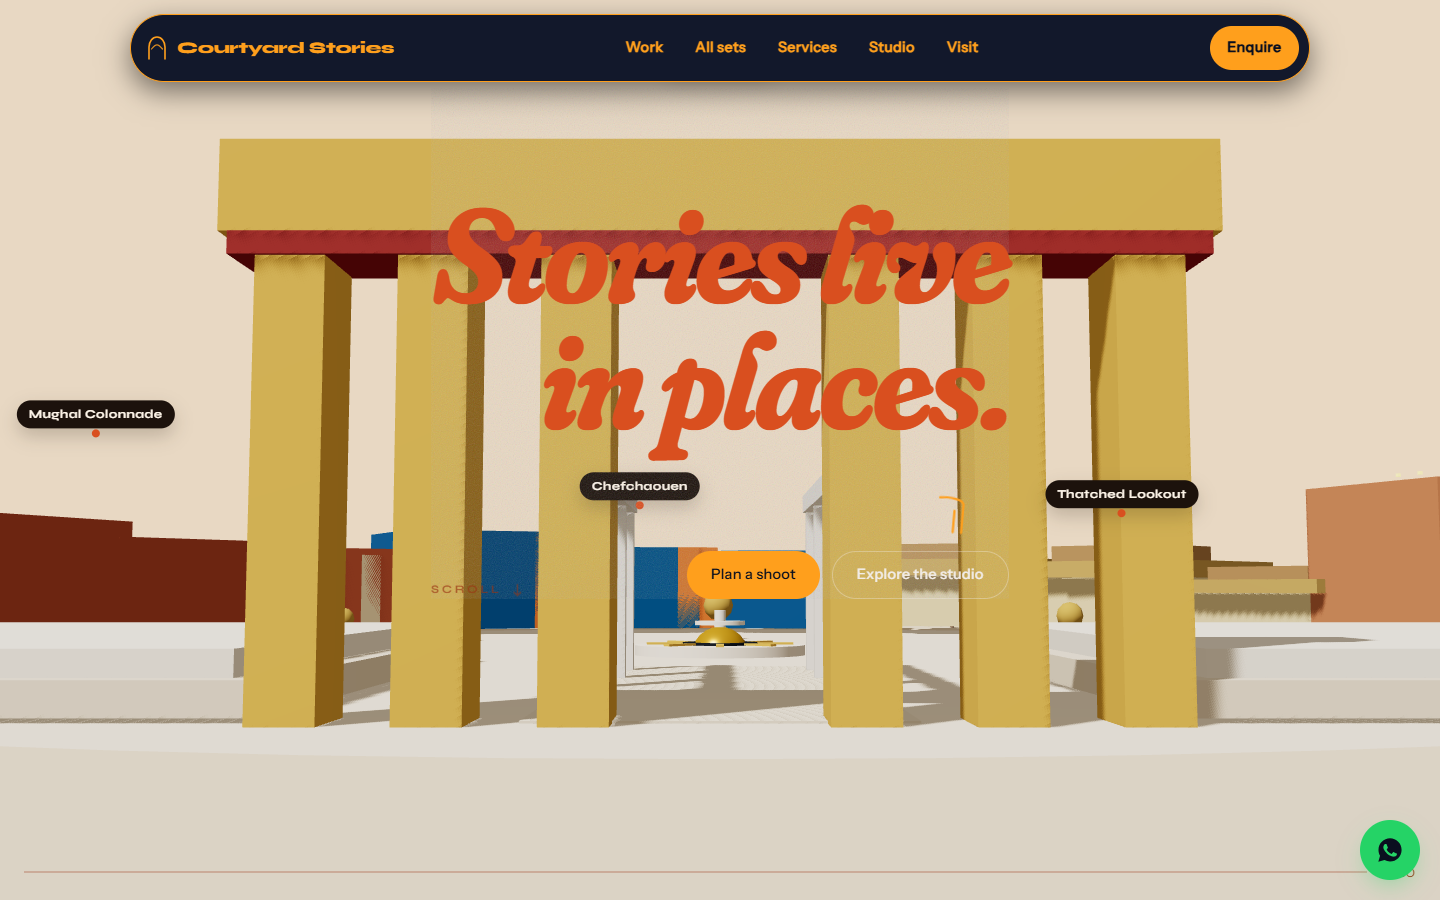 Courtyard Stories
Work
All sets
Services
Studio
Visit
Enquire
Stories live
in places.
Mughal Colonnade
Chefchaouen
Thatched Lookout
Plan a shoot
Explore the studio
SCROLL ↓